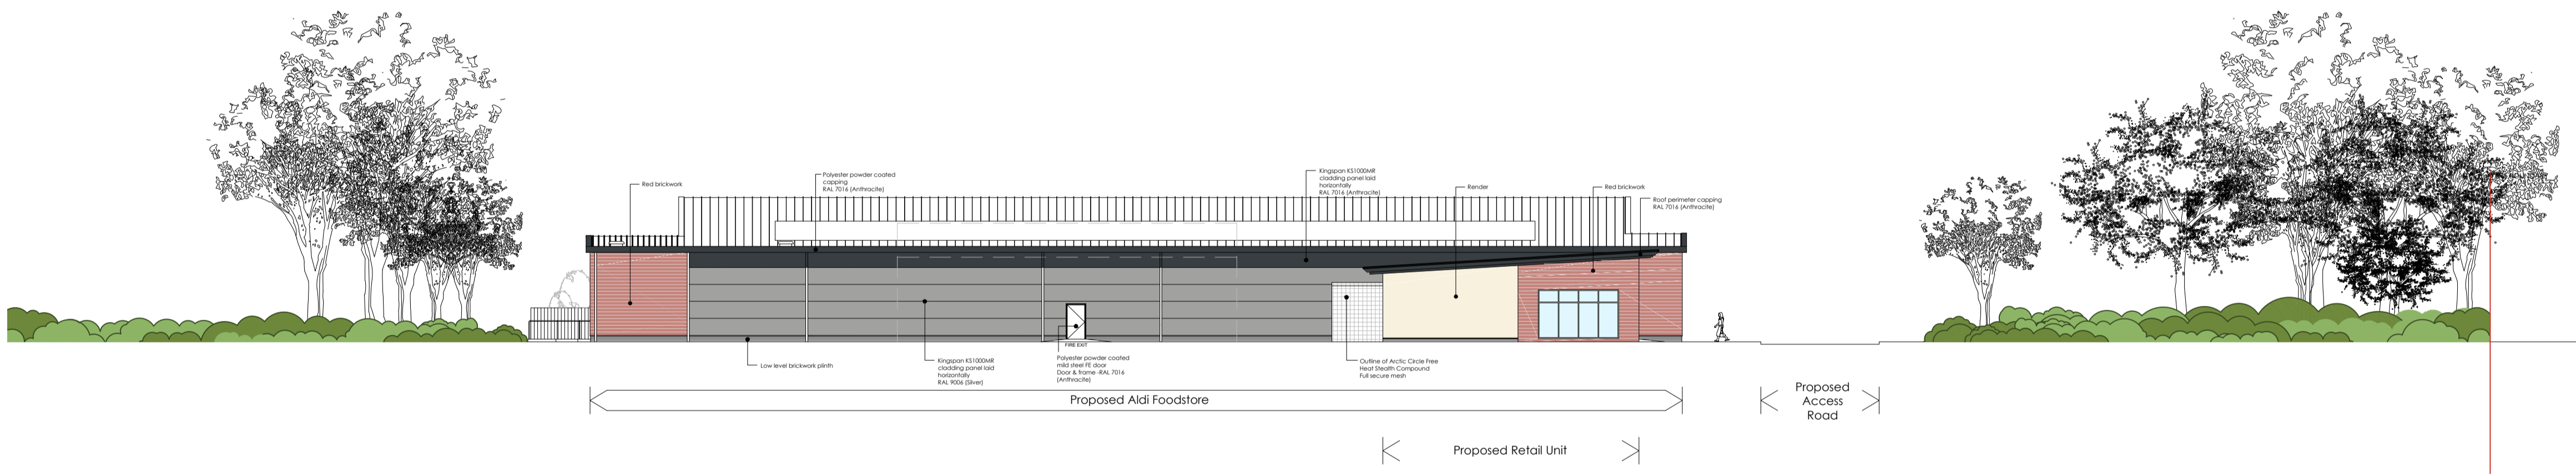 Red brickwork
Polyester powder coated
capping
RAL 7016 (Anthracite)
Kingspan KS1000MR
cladding panel laid
horizontally
RAL 7016 (Anthracite)
Render
Red brickwork
Roof perimeter capping
RAL 7016 (Anthracite)
FIRE EXIT
Low level brickwork plinth
Kingspan KS1000MR
cladding panel laid
horizontally
RAL 9006 (Silver)
Polyester powder coated
mild steel FE door
Door & frame -RAL 7016
(Anthracite)
Outline of Arctic Circle Free
Heat Stealth Compound
Full secure mesh
Proposed Aldi Foodstore
Proposed
Access
Road
Proposed Retail Unit